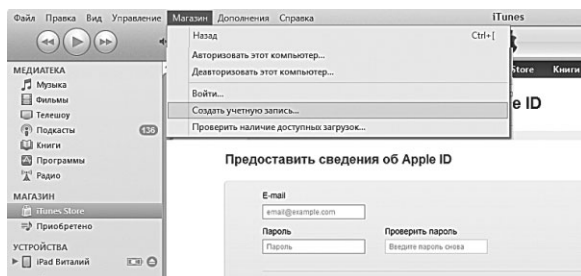 Файл Правка Вид Управление Магазин Дополнения Справка
iTunes
Назад Ctrl+[
Авторизовать этот компьютер...
Деавторизовать этот компьютер...
Войти...
Создать учетную запись...
Проверить наличие доступных загрузок...
Store Книги
e ID
МЕДИАТЕКА
Музыка
Фильмы
Телешоу
Подкасты 136
Книги
Программы
Радио
МАГАЗИН
iTunes Store
Приобретено
УСТРОЙСТВА
iPad Виталий
Предоставить сведения об Apple ID
E-mail
email@example.com
Пароль Проверить пароль
Пароль Введите пароль снова